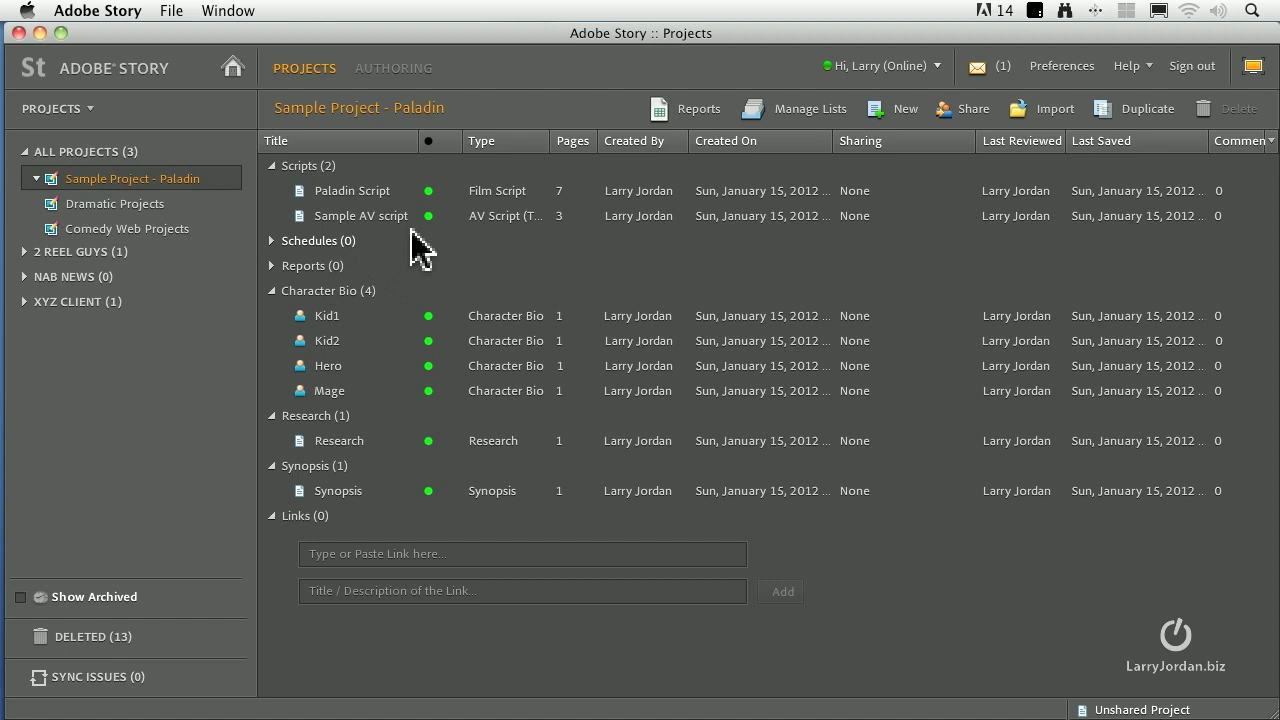 Adobe Story File Window 14
Adobe Story :: Projects
St ADOBE® STORY PROJECTS AUTHORING Hi, Larry (Online) (1) Preferences Help Sign out
PROJECTS Sample Project - Paladin Reports Manage Lists New Share Import Duplicate Delete
Title Type Pages Created By Created On Sharing Last Reviewed Last Saved Commen
ALL PROJECTS (3)
Sample Project - Paladin
Dramatic Projects
Comedy Web Projects
2 REEL GUYS (1)
NAB NEWS (0)
XYZ CLIENT (1)
Scripts (2)
Paladin Script Film Script 7 Larry Jordan Sun, January 15, 2012 ... None Larry Jordan Sun, January 15, 2012 .. 0
Sample AV script AV Script (T... 3 Larry Jordan Sun, January 15, 2012 ... None Larry Jordan Sun, January 15, 2012 .. 0
Schedules (0)
Reports (0)
Character Bio (4)
Kid1 Character Bio 1 Larry Jordan Sun, January 15, 2012 ... None Larry Jordan Sun, January 15, 2012 .. 0
Kid2 Character Bio 1 Larry Jordan Sun, January 15, 2012 ... None Larry Jordan Sun, January 15, 2012 .. 0
Hero Character Bio 1 Larry Jordan Sun, January 15, 2012 ... None Larry Jordan Sun, January 15, 2012 .. 0
Mage Character Bio 1 Larry Jordan Sun, January 15, 2012 ... None Larry Jordan Sun, January 15, 2012 .. 0
Research (1)
Research Research 1 Larry Jordan Sun, January 15, 2012 ... None Larry Jordan Sun, January 15, 2012 .. 0
Synopsis (1)
Synopsis Synopsis 1 Larry Jordan Sun, January 15, 2012 ... None Larry Jordan Sun, January 15, 2012 .. 0
Links (0)
Type or Paste Link here...
Title / Description of the Link... Add
Show Archived
DELETED (13)
SYNC ISSUES (0)
LarryJordan.biz
Unshared Project